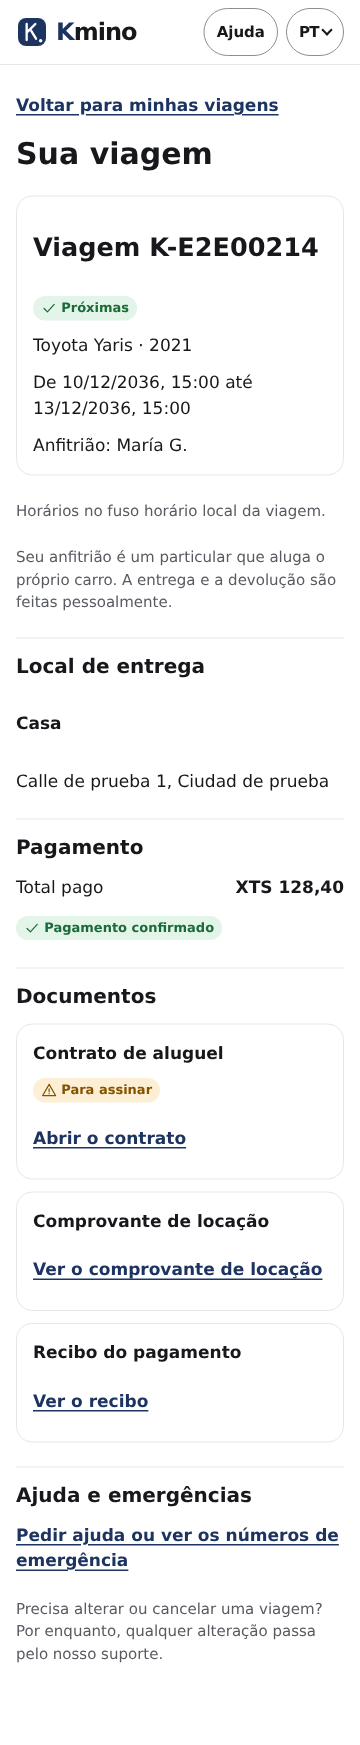 K. Kmino
Ajuda
PT
Voltar para minhas viagens
Sua viagem
Viagem K-E2E00214
Próximas
Toyota Yaris · 2021
De 10/12/2036, 15:00 até
13/12/2036, 15:00
Anfitrião: María G.
Horários no fuso horário local da viagem.
Seu anfitrião é um particular que aluga o
próprio carro. A entrega e a devolução são
feitas pessoalmente.
Local de entrega
Casa
Calle de prueba 1, Ciudad de prueba
Pagamento
Total pago XTS 128,40
Pagamento confirmado
Documentos
Contrato de aluguel
Para assinar
Abrir o contrato
Comprovante de locação
Ver o comprovante de locação
Recibo do pagamento
Ver o recibo
Ajuda e emergências
Pedir ajuda ou ver os números de
emergência
Precisa alterar ou cancelar uma viagem?
Por enquanto, qualquer alteração passa
pelo nosso suporte.